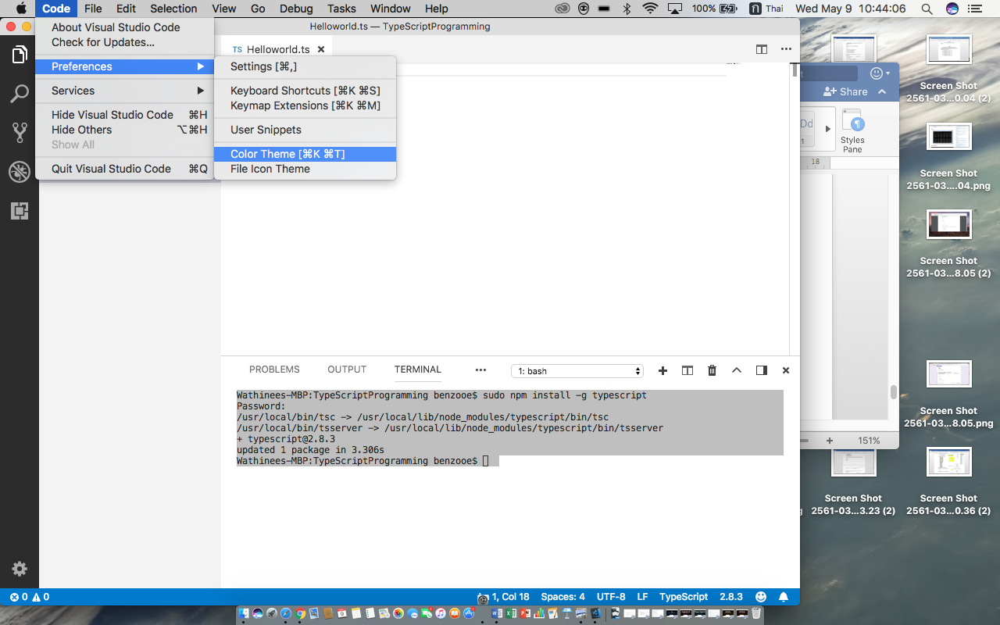 Code File Edit Selection View Go Debug Tasks Window Help 100% ก Thai Wed May 9 10:44:06
Helloworld.ts — TypeScriptProgramming
About Visual Studio Code
Check for Updates...
Preferences
Services
Hide Visual Studio Code ⌘H
Hide Others ⌥⌘H
Show All
Quit Visual Studio Code ⌘Q
TS Helloworld.ts
Settings [⌘,]
Keyboard Shortcuts [⌘K ⌘S]
Keymap Extensions [⌘K ⌘M]
User Snippets
Color Theme [⌘K ⌘T]
File Icon Theme
PROBLEMS OUTPUT TERMINAL ••• 1: bash
Wathinees-MBP:TypeScriptProgramming benzooe$ sudo npm install -g typescript
Password:
/usr/local/bin/tsc -> /usr/local/lib/node_modules/typescript/bin/tsc
/usr/local/bin/tsserver -> /usr/local/lib/node_modules/typescript/bin/tsserver
+ typescript@2.8.3
updated 1 package in 3.306s
Wathinees-MBP:TypeScriptProgramming benzooe$
0 0 1, Col 18 Spaces: 4 UTF-8 LF TypeScript 2.8.3
Share
Dd
1
Styles
Pane
18
151%
Screen Shot
2561-03...0.04 (2)
Screen Shot
2561-03....04.png
Screen Shot
2561-03...8.05 (2)
Screen Shot
2561-03...8.05.png
Screen Shot
2561-03...3.23 (2)
Screen Shot
2561-03...0.36 (2)